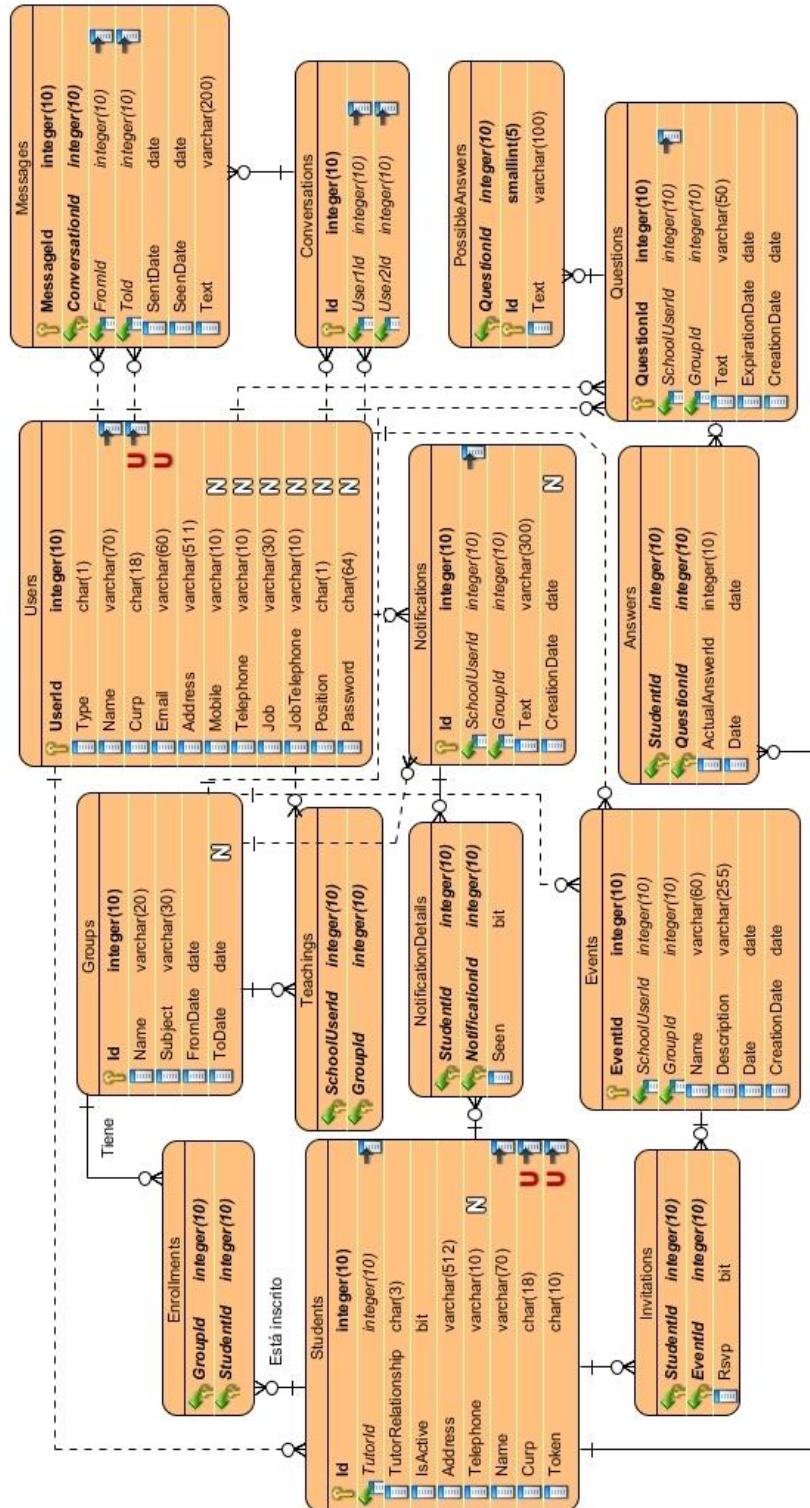 Messages
MessageId integer(10)
ConversationId integer(10)
FromId integer(10)
ToId integer(10)
SentDate date
SeenDate date
Text varchar(200)
Conversations
Id integer(10)
User1Id integer(10)
User2Id integer(10)
PossibleAnswers
QuestionId integer(10)
Id smallint(5)
Text varchar(100)
Questions
QuestionId integer(10)
SchoolUserId integer(10)
GroupId integer(10)
Text varchar(50)
ExpirationDate date
CreationDate date
Users
UserId integer(10)
Type char(1)
Name varchar(70)
Curp char(18) U
Email varchar(60) U
Address varchar(511)
Mobile varchar(10) N
Telephone varchar(10) N
Job varchar(30) N
JobTelephone varchar(10) N
Position char(1) N
Password char(64) N
Notifications
Id integer(10)
SchoolUserId integer(10)
GroupId integer(10)
Text varchar(300)
CreationDate date N
Answers
StudentId integer(10)
QuestionId integer(10)
ActualAnswerId integer(10)
Date date
Groups
Id integer(10)
Name varchar(20)
Subject varchar(30)
FromDate date
ToDate date N
Teachings
SchoolUserId integer(10)
GroupId integer(10)
NotificationDetails
StudentId integer(10)
NotificationId integer(10)
Seen bit
Events
EventId integer(10)
SchoolUserId integer(10)
GroupId integer(10)
Name varchar(60)
Description varchar(255)
Date date
CreationDate date
Tiene
Enrollments
GroupId integer(10)
StudentId integer(10)
Está inscrito
Students
Id integer(10)
TutorId integer(10)
TutorRelationship char(3)
IsActive bit
Address varchar(512)
Telephone varchar(10) N
Name varchar(70)
Curp char(18) U
Token char(10) U
Invitations
StudentId integer(10)
EventId integer(10)
Rsvp bit